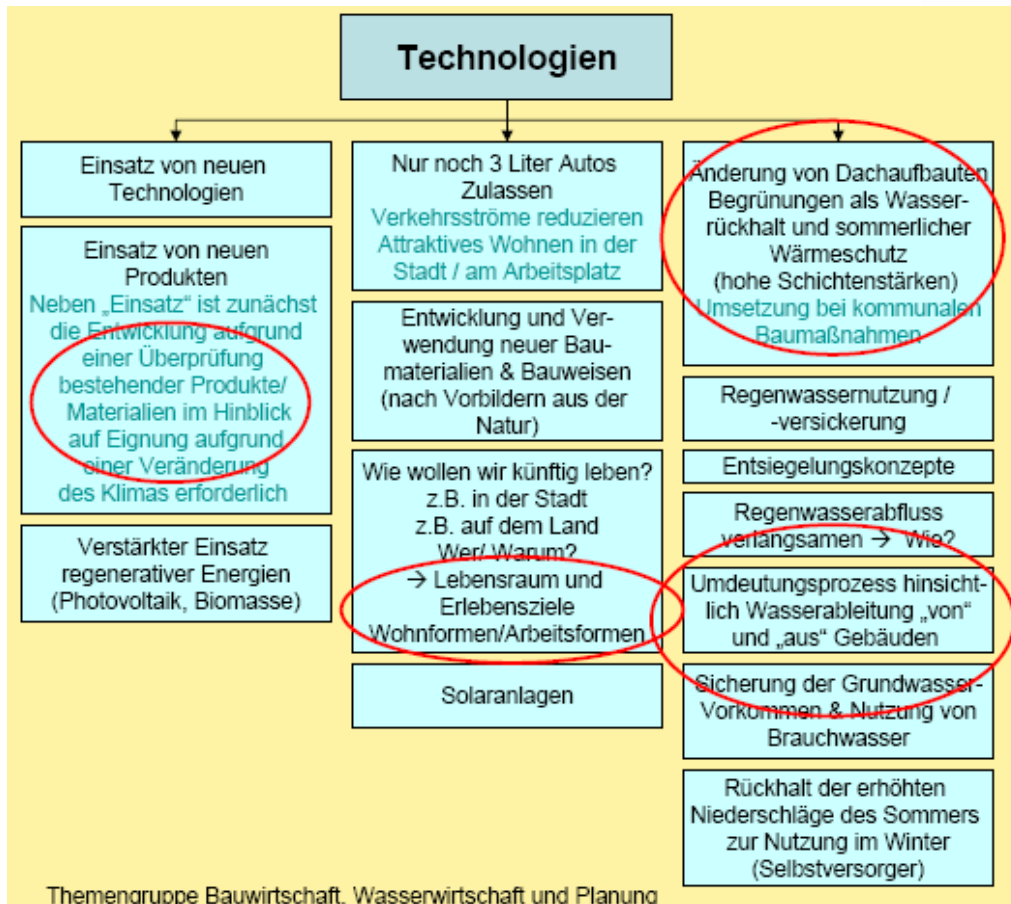 Technologien
Einsatz von neuen
Technologien
Einsatz von neuen
Produkten
Neben „Einsatz“ ist zunächst
die Entwicklung aufgrund
einer Überprüfung
bestehender Produkte/
Materialien im Hinblick
auf Eignung aufgrund
einer Veränderung
des Klimas erforderlich
Verstärkter Einsatz
regenerativer Energien
(Photovoltaik, Biomasse)
Nur noch 3 Liter Autos
Zulassen
Verkehrsströme reduzieren
Attraktives Wohnen in der
Stadt / am Arbeitsplatz
Entwicklung und Ver-
wendung neuer Bau-
materialien & Bauweisen
(nach Vorbildern aus der
Natur)
Wie wollen wir künftig leben?
z.B. in der Stadt
z.B. auf dem Land
Wer/ Warum?
→ Lebensraum und
Erlebensziele
Wohnformen/Arbeitsformen
Solaranlagen
Änderung von Dachaufbauten
Begrünungen als Wasser-
rückhalt und sommerlicher
Wärmeschutz
(hohe Schichtenstärken)
Umsetzung bei kommunalen
Baumaßnahmen
Regenwassernutzung /
-versickerung
Entsiegelungskonzepte
Regenwasserabfluss
verlangsamen → Wie?
Umdeutungsprozess hinsicht-
lich Wasserableitung „von“
und „aus“ Gebäuden
Sicherung der Grundwasser-
Vorkommen & Nutzung von
Brauchwasser
Rückhalt der erhöhten
Niederschläge des Sommers
zur Nutzung im Winter
(Selbstversorger)
Themengruppe Bauwirtschaft, Wasserwirtschaft und Planung